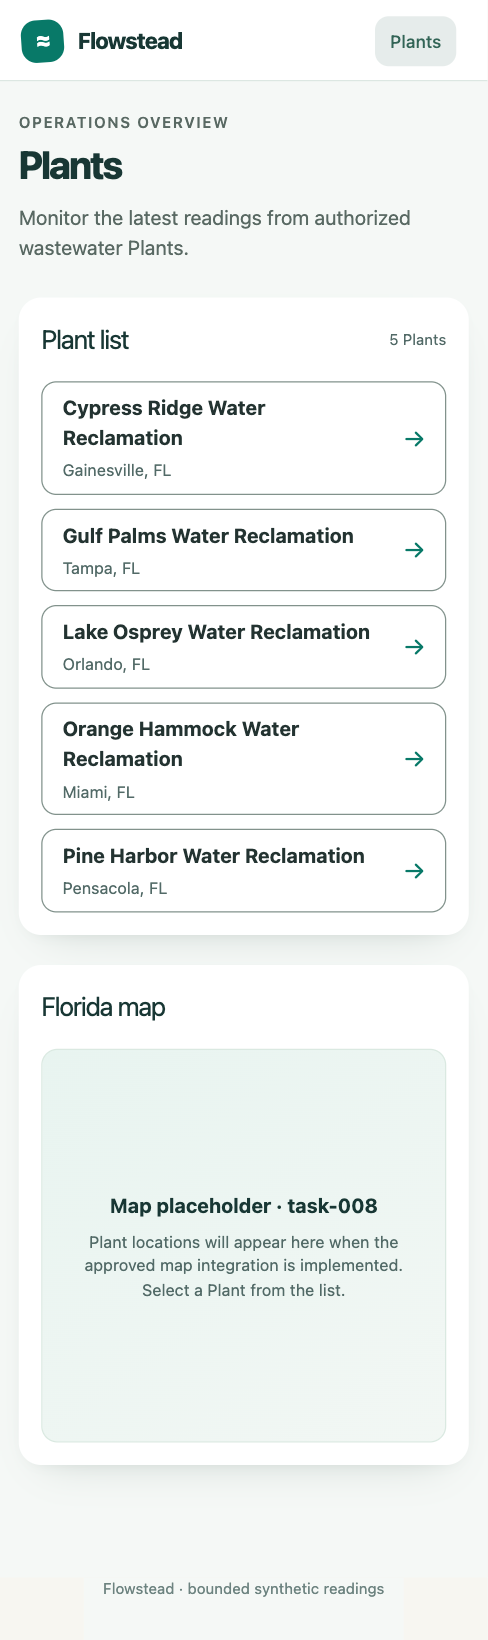 ≈ Flowstead
Plants
OPERATIONS OVERVIEW
Plants
Monitor the latest readings from authorized
wastewater Plants.
Plant list
5 Plants
Cypress Ridge Water
Reclamation
Gainesville, FL
→
Gulf Palms Water Reclamation
Tampa, FL
→
Lake Osprey Water Reclamation
Orlando, FL
→
Orange Hammock Water
Reclamation
Miami, FL
→
Pine Harbor Water Reclamation
Pensacola, FL
→
Florida map
Map placeholder · task-008
Plant locations will appear here when the
approved map integration is implemented.
Select a Plant from the list.
Flowstead · bounded synthetic readings